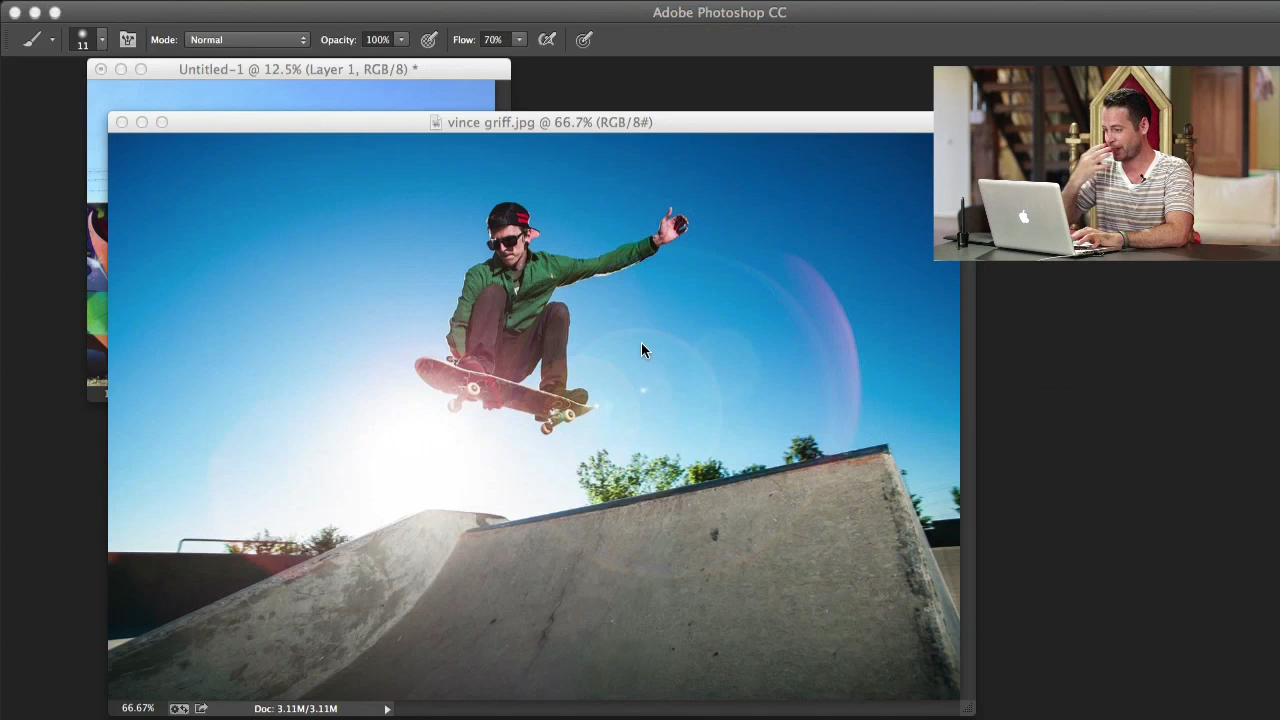 Adobe Photoshop CC
11 Mode: Normal Opacity: 100% Flow: 70%
Untitled-1 @ 12.5% (Layer 1, RGB/8) *
vince griff.jpg @ 66.7% (RGB/8#)
66.67% Doc: 3.11M/3.11M